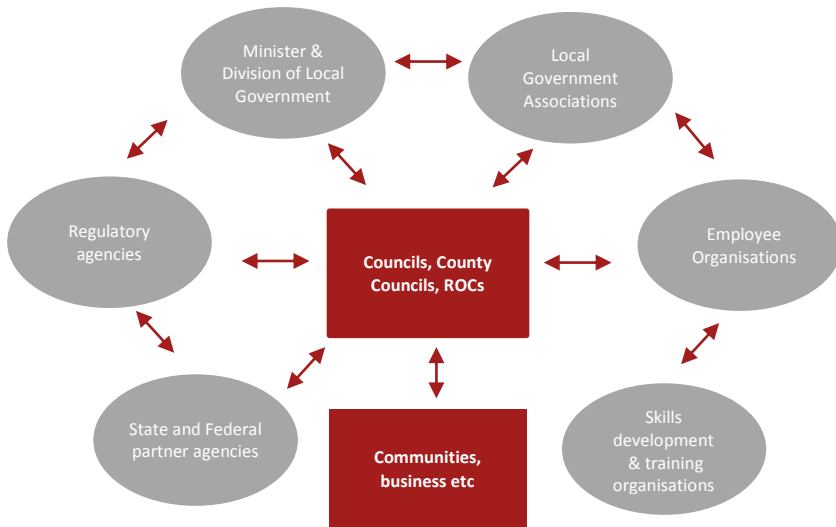 Minister &
Division of Local
Government
Local
Government
Associations
Regulatory
agencies
Councils, County
Councils, ROCs
Employee
Organisations
State and Federal
partner agencies
Communities,
business etc
Skills
development
& training
organisations